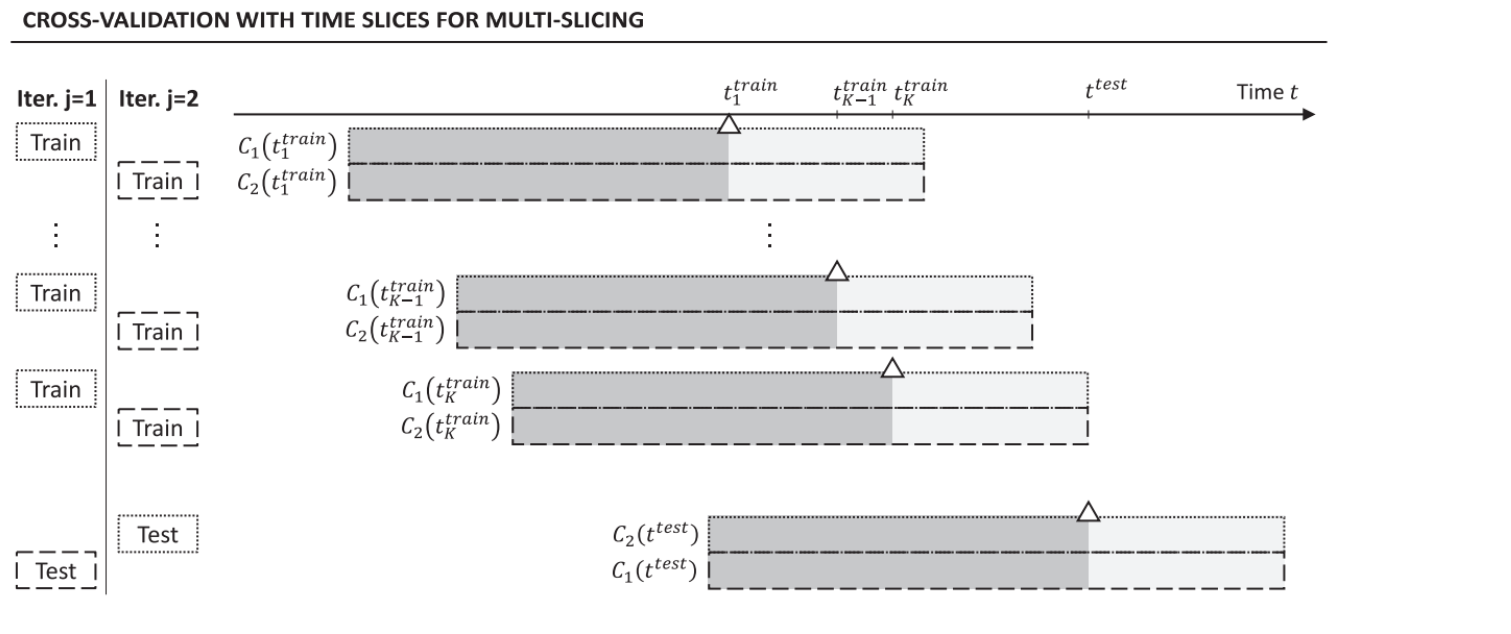 CROSS-VALIDATION WITH TIME SLICES FOR MULTI-SLICING
Iter. j=1 Iter. j=2 t_1^{train} t_{K−1}^{train} t_K^{train} t^{test} Time t
Train C_1(t_1^{train})
Train C_2(t_1^{train})
⋮ ⋮ ⋮
Train C_1(t_{K−1}^{train})
Train C_2(t_{K−1}^{train})
Train C_1(t_K^{train})
Train C_2(t_K^{train})
Test C_2(t^{test})
Test C_1(t^{test})